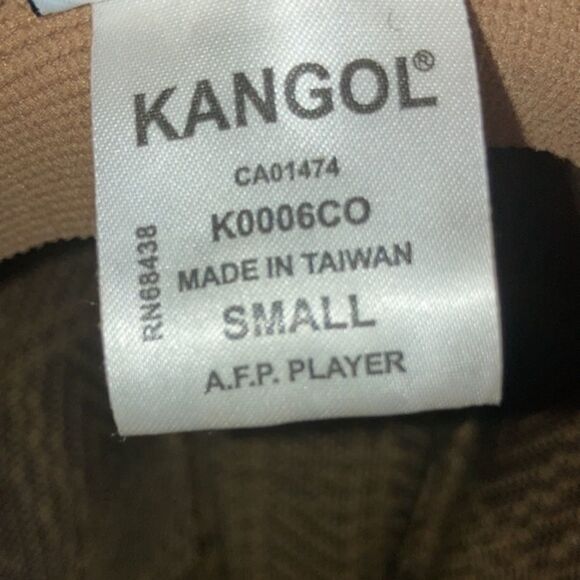 KANGOL®
CA01474
K0006CO
MADE IN TAIWAN
SMALL
A.F.P. PLAYER
RN68438